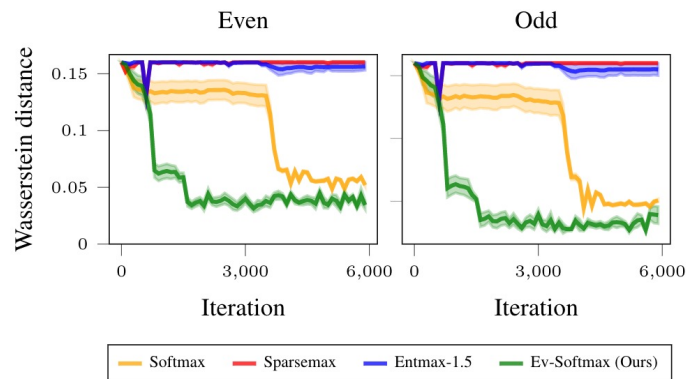 Even
Odd
Wasserstein distance
0.15
0.1
0.05
0
0
3,000
6,000
0
3,000
6,000
Iteration
Iteration
Softmax
Sparsemax
Entmax-1.5
Ev-Softmax (Ours)